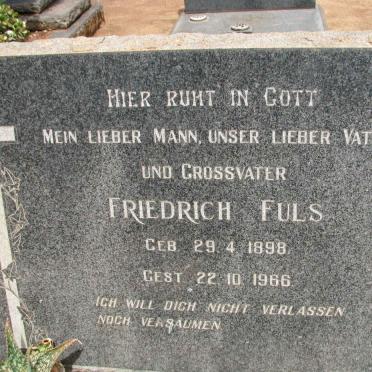 HIER RUHT IN GOTT
MEIN LIEBER MANN, UNSER LIEBER VAT
UND GROSSVATER
FRIEDRICH FULS
GEB. 29.4.1898.
GEST. 22.10.1966.
ICH WILL DICH NICHT VERLASSEN
NOCH VERSAUMEN